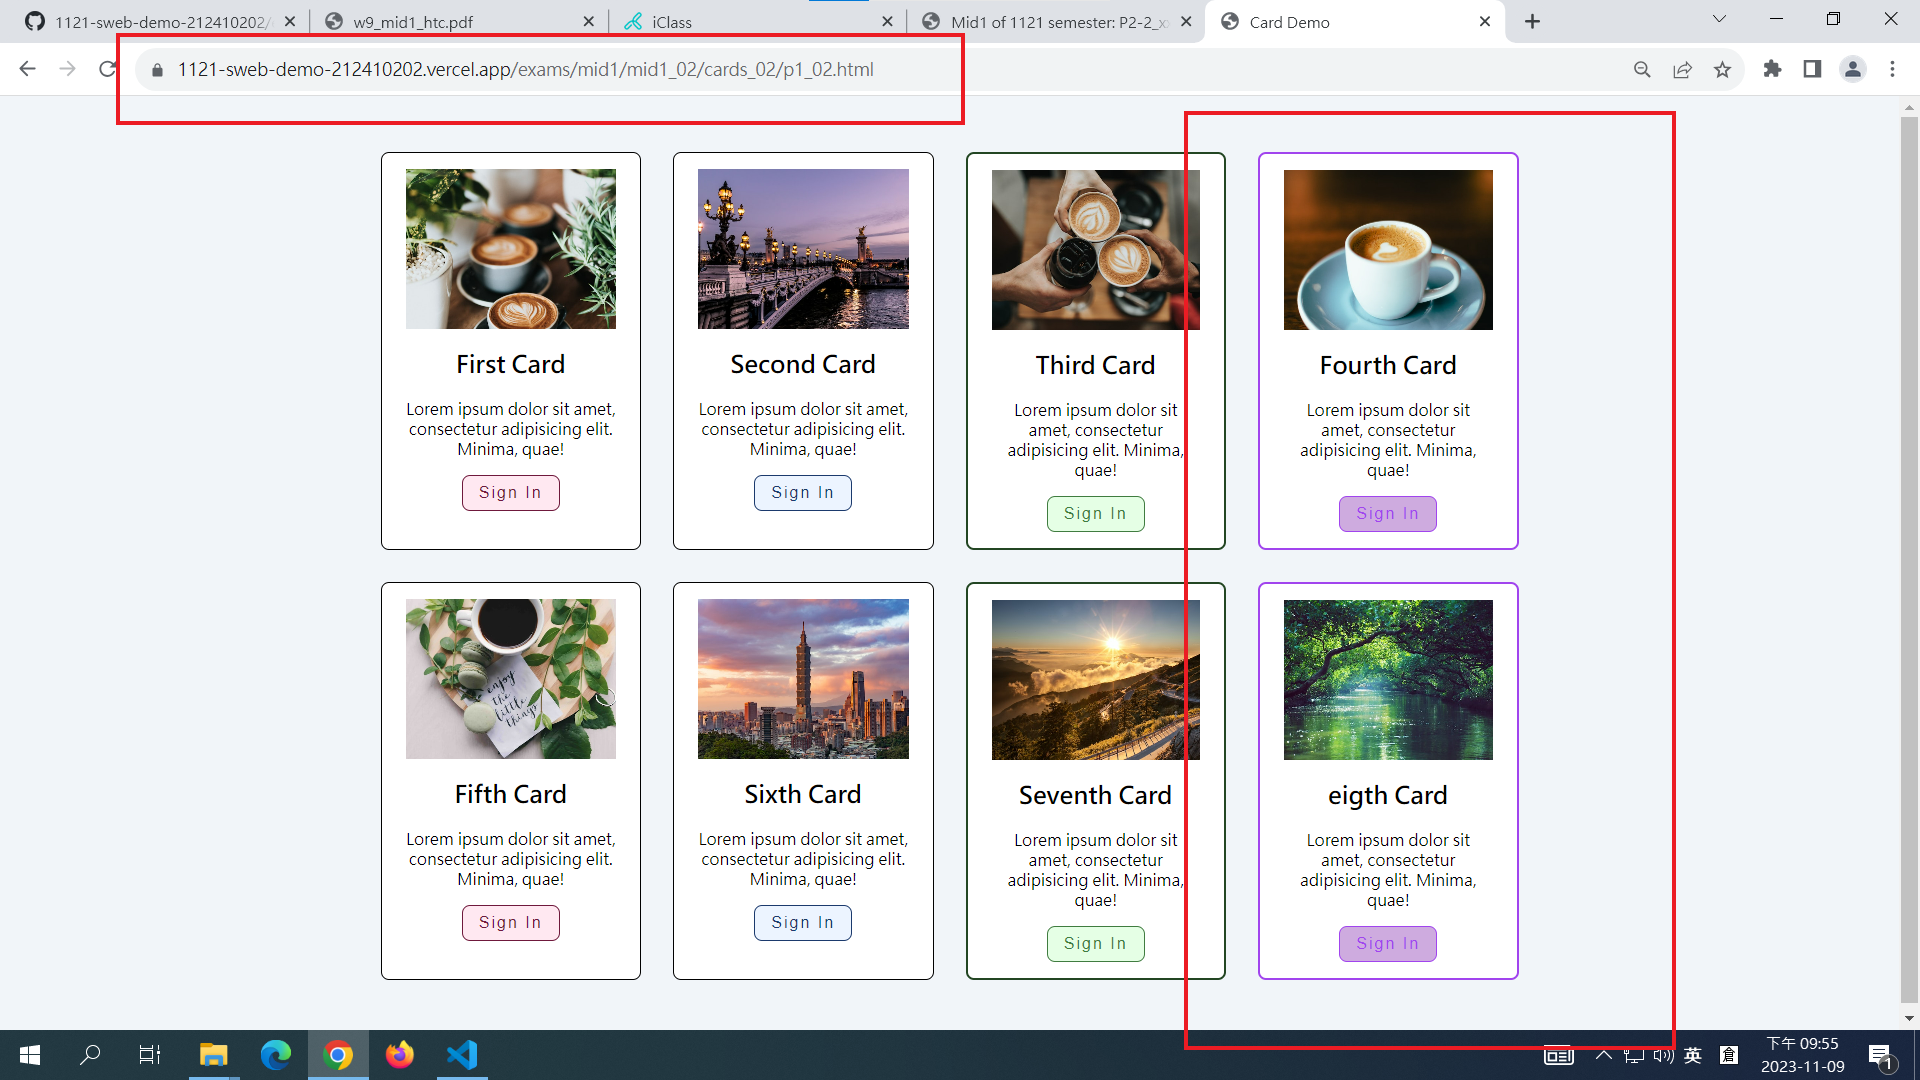 1121-sweb-demo-212410202/
w9_mid1_htc.pdf
iClass
Mid1 of 1121 semester: P2-2_x
Card Demo
1121-sweb-demo-212410202.vercel.app/exams/mid1/mid1_02/cards_02/p1_02.html
First Card
Lorem ipsum dolor sit amet,
consectetur adipisicing elit.
Minima, quae!
Sign In
Second Card
Lorem ipsum dolor sit amet,
consectetur adipisicing elit.
Minima, quae!
Sign In
Third Card
Lorem ipsum dolor sit
amet, consectetur
adipisicing elit. Minima,
quae!
Sign In
Fourth Card
Lorem ipsum dolor sit
amet, consectetur
adipisicing elit. Minima,
quae!
Sign In
enjoy
the
little
things
Fifth Card
Lorem ipsum dolor sit amet,
consectetur adipisicing elit.
Minima, quae!
Sign In
Sixth Card
Lorem ipsum dolor sit amet,
consectetur adipisicing elit.
Minima, quae!
Sign In
Seventh Card
Lorem ipsum dolor sit
amet, consectetur
adipisicing elit. Minima,
quae!
Sign In
eigth Card
Lorem ipsum dolor sit
amet, consectetur
adipisicing elit. Minima,
quae!
Sign In
英
倉
下午 09:55
2023-11-09
1